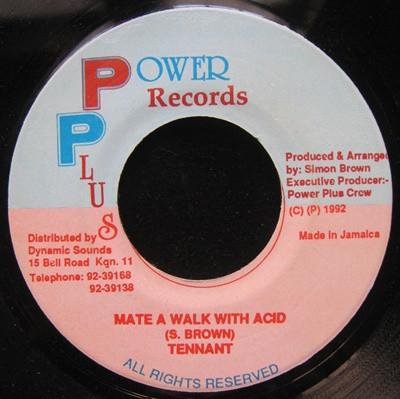 POWER
PLUS
Records
Produced & Arranged
by: Simon Brown
Executive Producer:-
Power Plus Crew
(C) (P) 1992
Made in Jamaica
Distributed by
Dynamic Sounds
15 Bell Road Kgn. 11
Telephone: 92-39168
92-39138
MATE A WALK WITH ACID
(S. BROWN)
TENNANT
ALL RIGHTS RESERVED